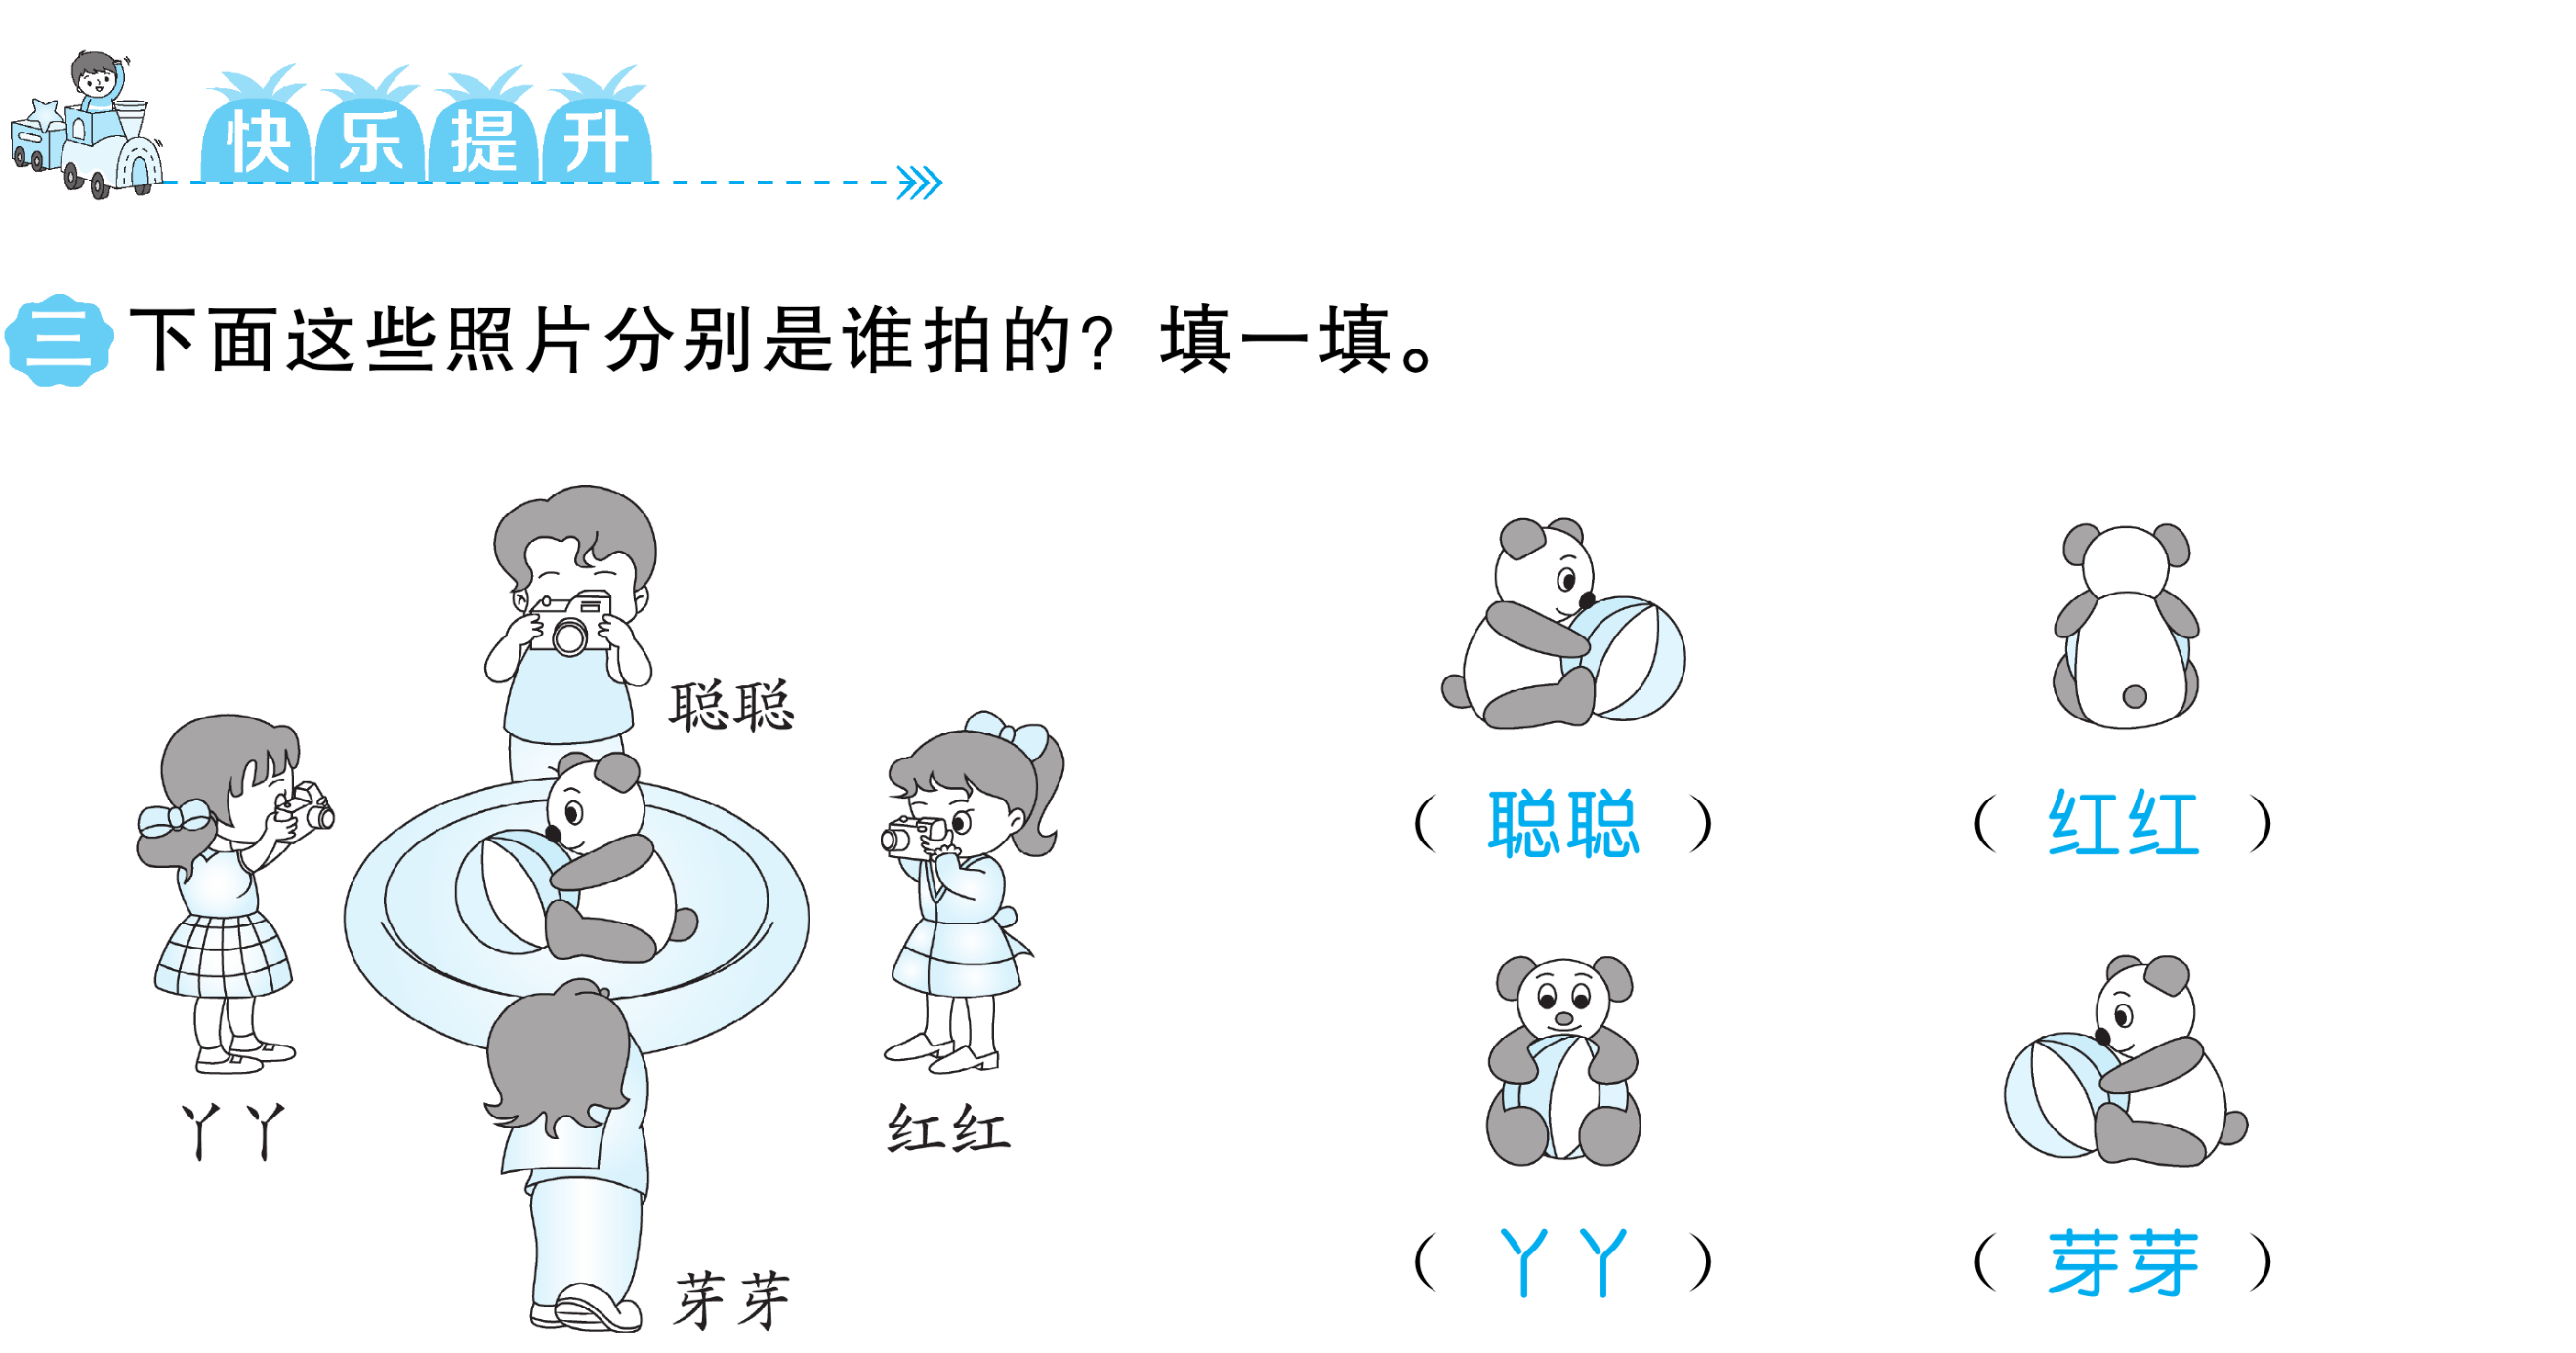 快乐提升
三 下面这些照片分别是谁拍的？填一填。
聪聪
丫丫
红红
芽芽
（ 聪聪 ） （ 红红 ）
（ 丫丫 ） （ 芽芽 ）